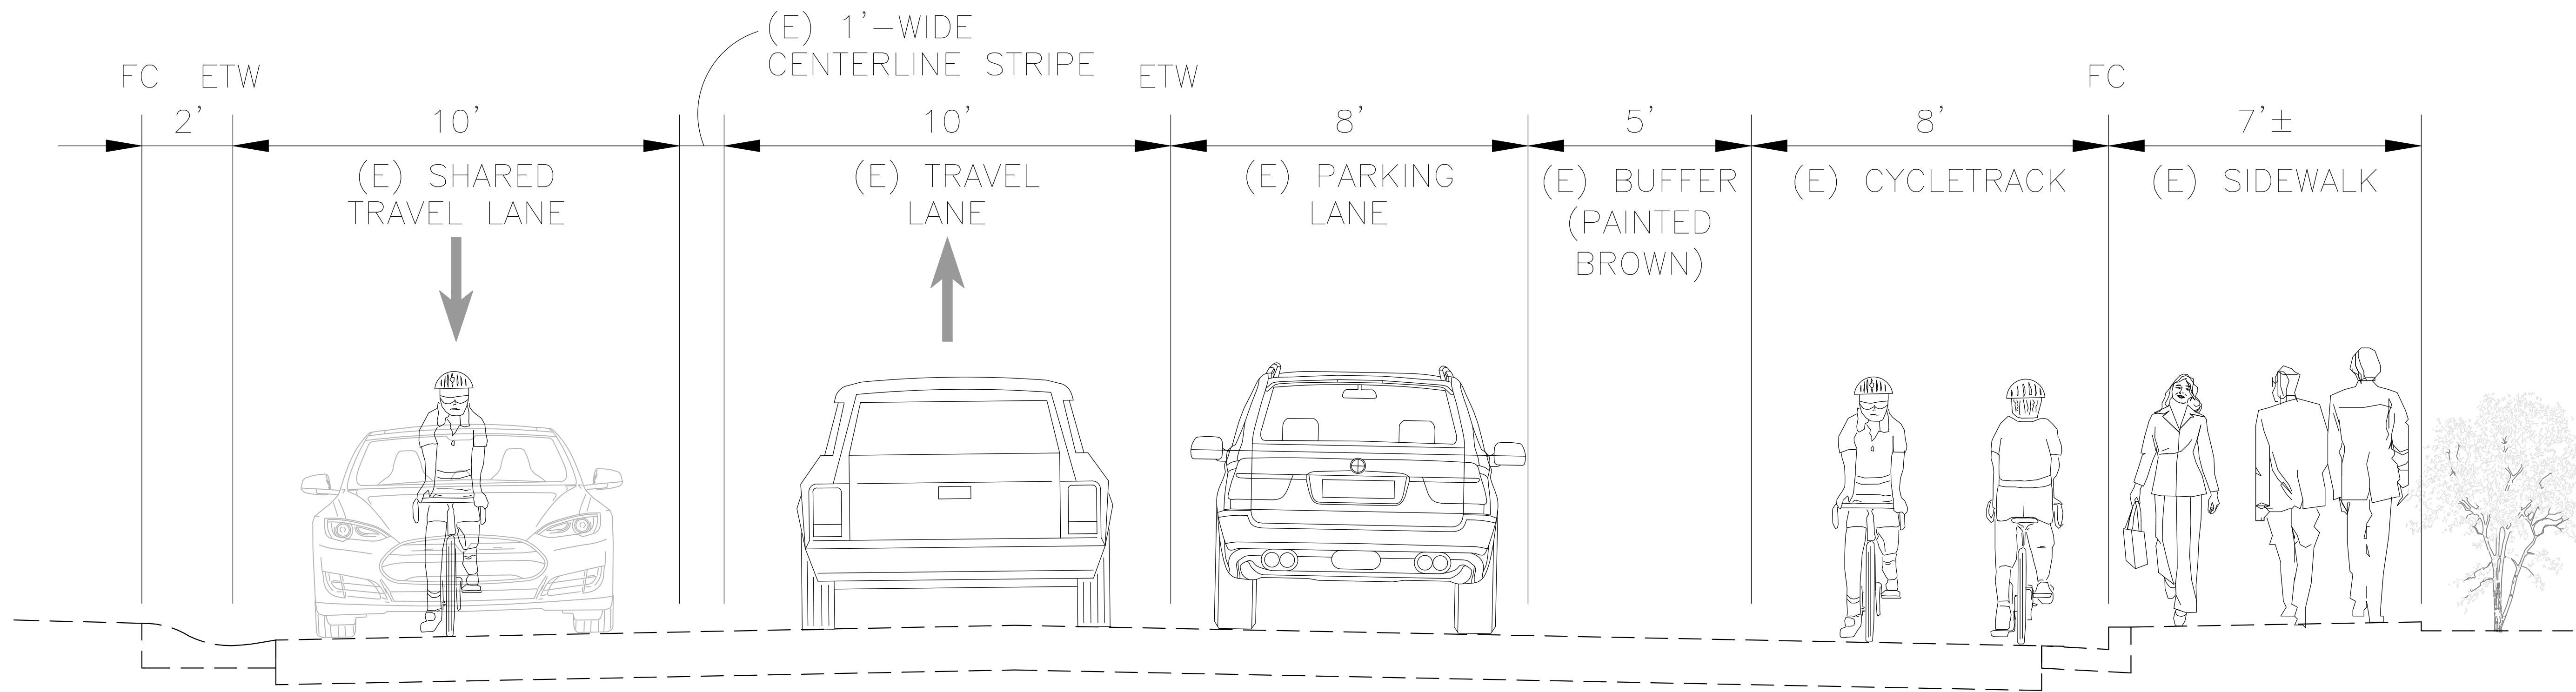 (E) 1'-WIDE
CENTERLINE STRIPE
FC ETW ETW FC
2' 10' 10' 8' 5' 8' 7'±
(E) SHARED
TRAVEL LANE
(E) TRAVEL
LANE
(E) PARKING
LANE
(E) BUFFER
(PAINTED
BROWN)
(E) CYCLETRACK
(E) SIDEWALK